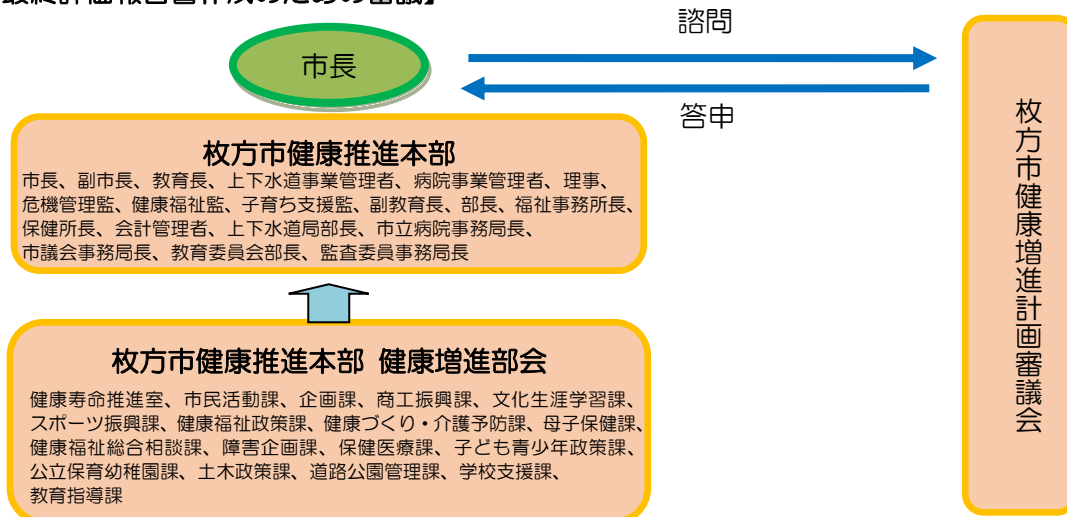 最終評価報告書作成のための審議】
諮問
市長
答申
枚方市健康推進本部
市長、副市長、教育長、上下水道事業管理者、病院事業管理者、理事、
危機管理監、健康福祉監、子育ち支援監、副教育長、部長、福祉事務所長、
保健所長、会計管理者、上下水道局部長、市立病院事務局長、
市議会事務局長、教育委員会部長、監査委員事務局長
枚方市健康推進本部 健康増進部会
健康寿命推進室、市民活動課、企画課、商工振興課、文化生涯学習課、
スポーツ振興課、健康福祉政策課、健康づくり・介護予防課、母子保健課、
健康福祉総合相談課、障害企画課、保健医療課、子ども青少年政策課、
公立保育幼稚園課、土木政策課、道路公園管理課、学校支援課、
教育指導課
枚方市健康増進計画審議会